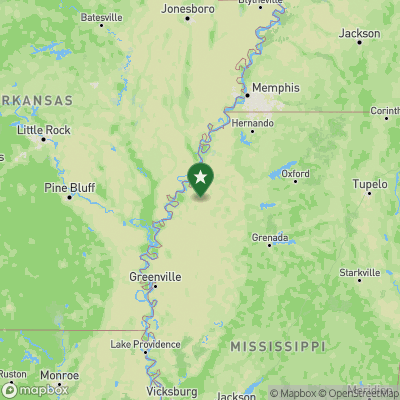 Blytheville
Batesville
Jonesboro
Jackson
Memphis
ARKANSAS
Corinth
Little Rock
Hernando
Oxford
Tupelo
Pine Bluff
Grenada
Starkville
Greenville
MISSISSIPPI
Lake Providence
Ruston
Monroe
Vicksburg
Jackson
Meridian
mapbox
© Mapbox © OpenStreetMap